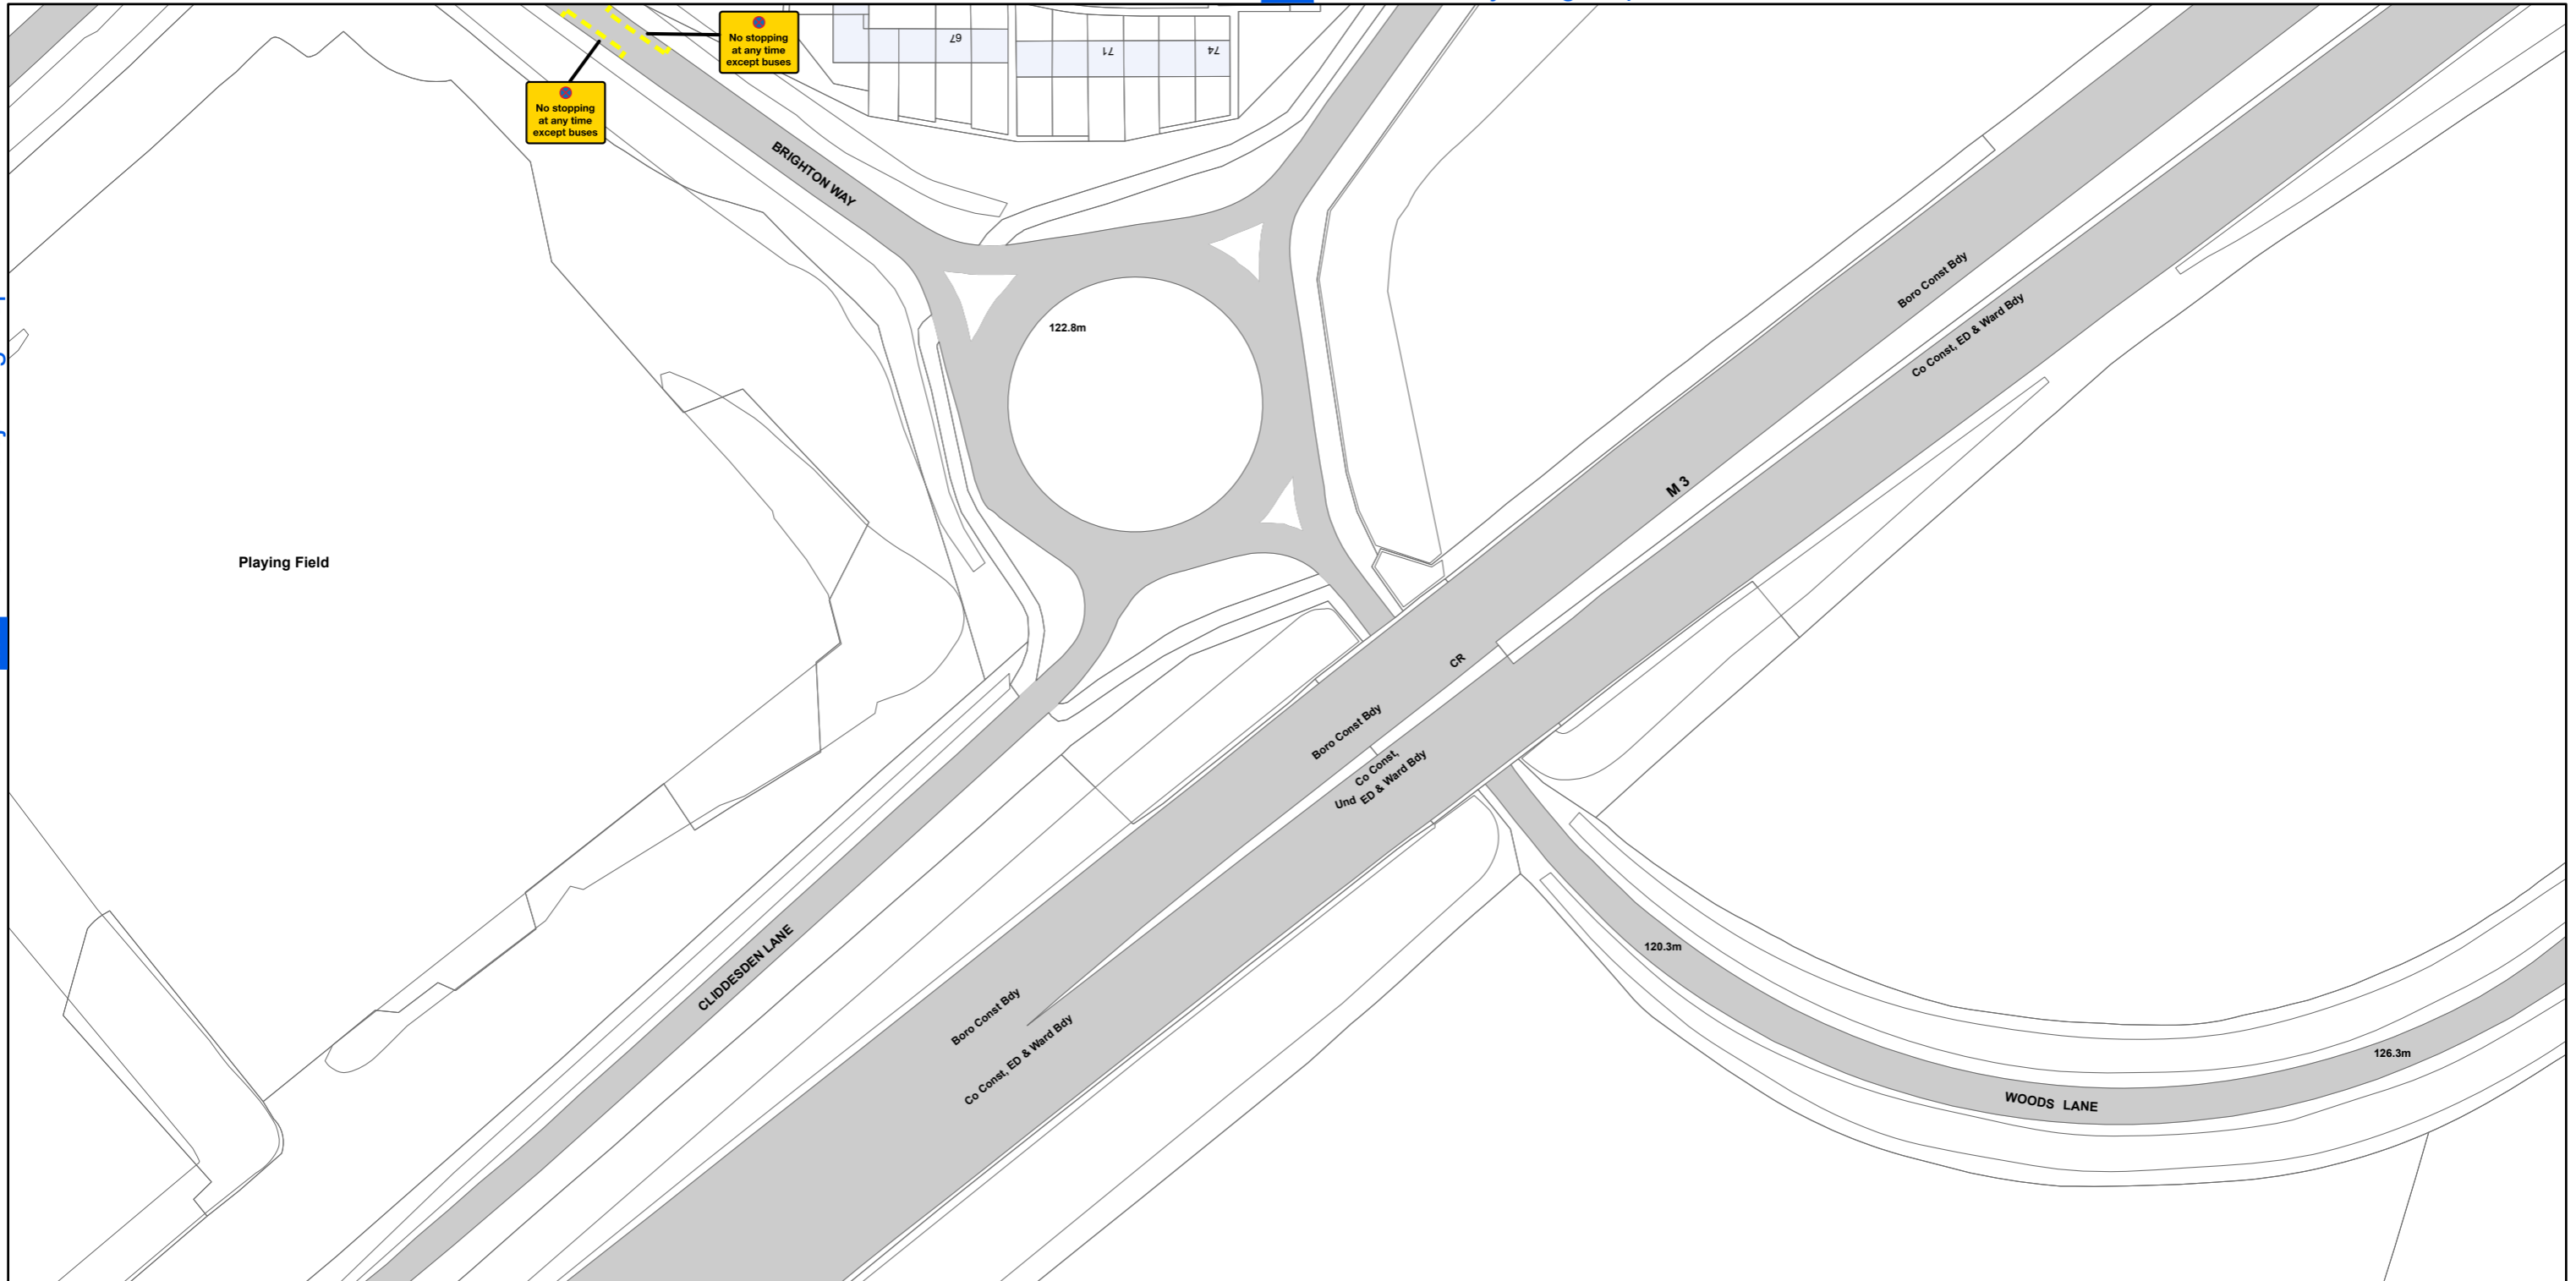 No stopping
at any time
except buses
67
71
74
No stopping
at any time
except buses
BRIGHTON WAY
122.8m
Boro Const Bdy
Co Const, ED & Ward Bdy
M 3
Playing Field
CR
Boro Const Bdy
Co Const,
Und ED & Ward Bdy
CLIDDESDEN LANE
120.3m
Boro Const Bdy
Co Const, ED & Ward Bdy
126.3m
WOODS LANE